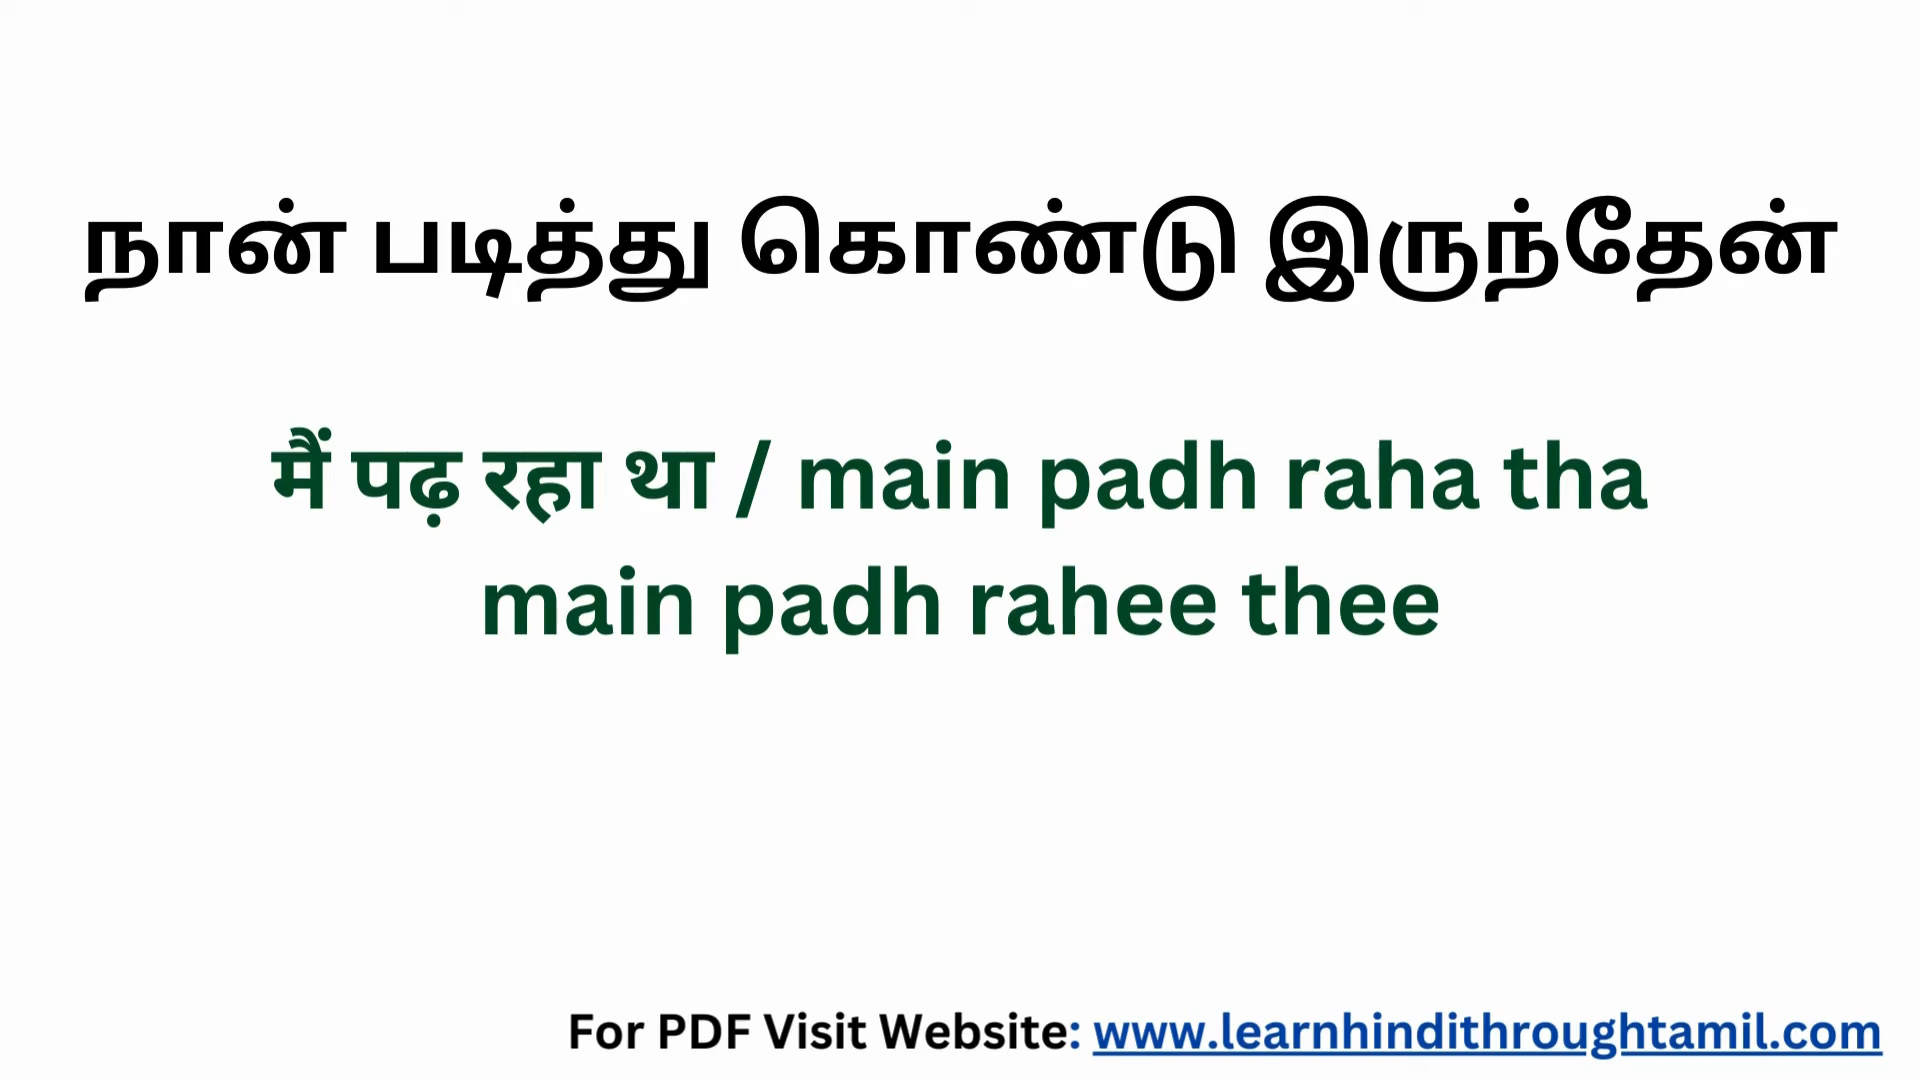 நான் படித்து கொண்டு இருந்தேன்
मैं पढ़ रहा था / main padh raha tha
main padh rahee thee
For PDF Visit Website: www.learnhindithroughtamil.com